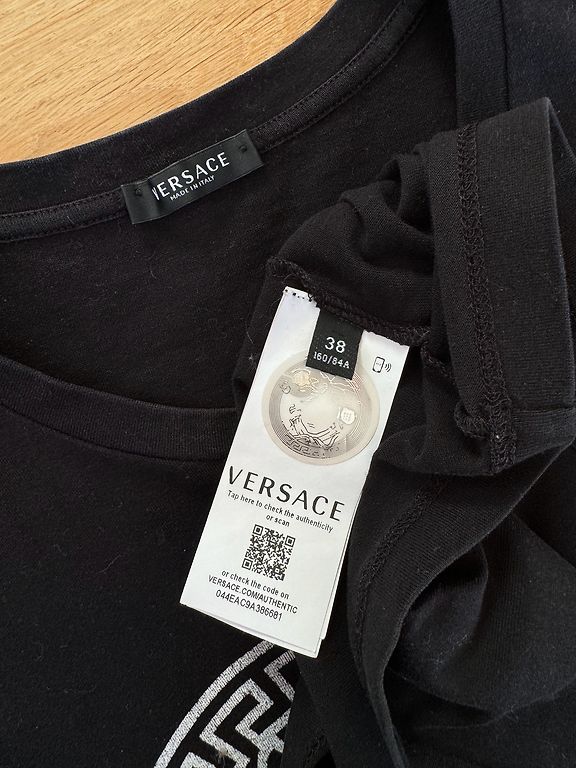 VERSACE
MADE IN ITALY
38
160/84A
VERSACE
Tap here to check the authenticity
or scan
or check the code on
VERSACE.COM/AUTHENTIC
044EAC9A386681